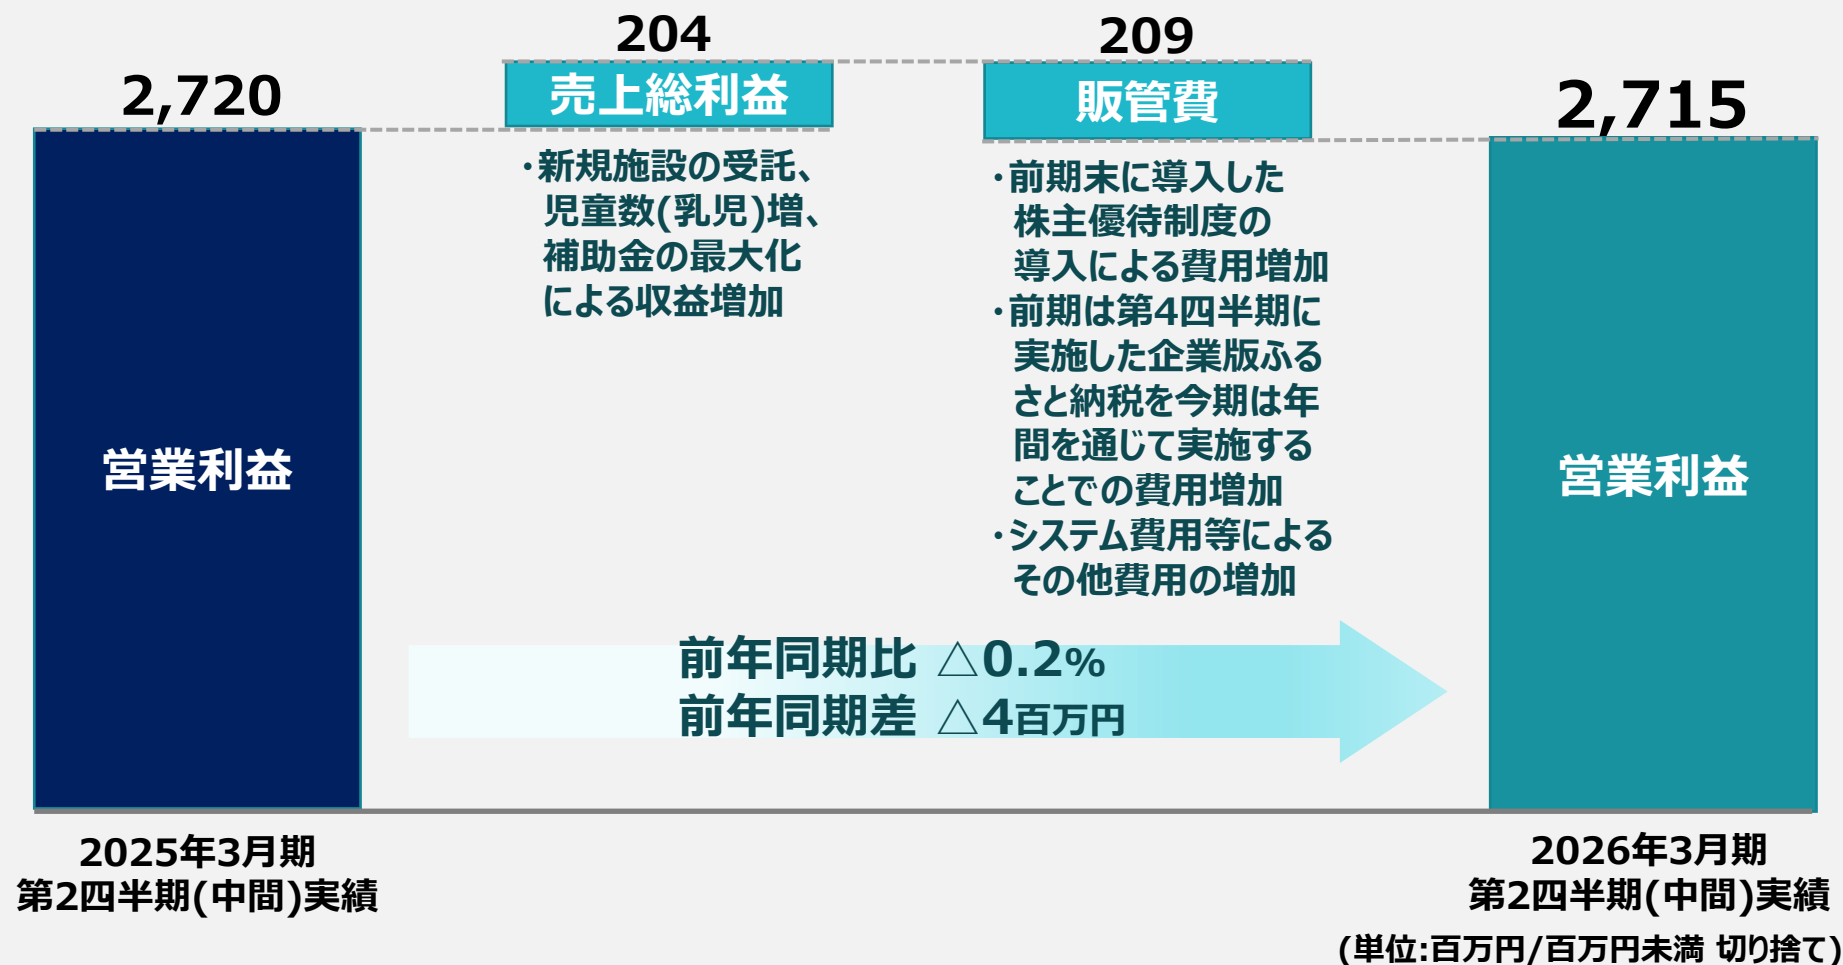 2,720
営業利益
204
売上総利益
・新規施設の受託、
児童数(乳児)増、
補助金の最大化
による収益増加
209
販管費
・前期末に導入した
株主優待制度の
導入による費用増加
・前期は第4四半期に
実施した企業版ふる
さと納税を今期は年
間を通じて実施する
ことでの費用増加
・システム費用等による
その他費用の増加
2,715
営業利益
前年同期比 △0.2%
前年同期差 △4百万円
2025年3月期
第2四半期(中間)実績
2026年3月期
第2四半期(中間)実績
(単位:百万円/百万円未満 切り捨て)